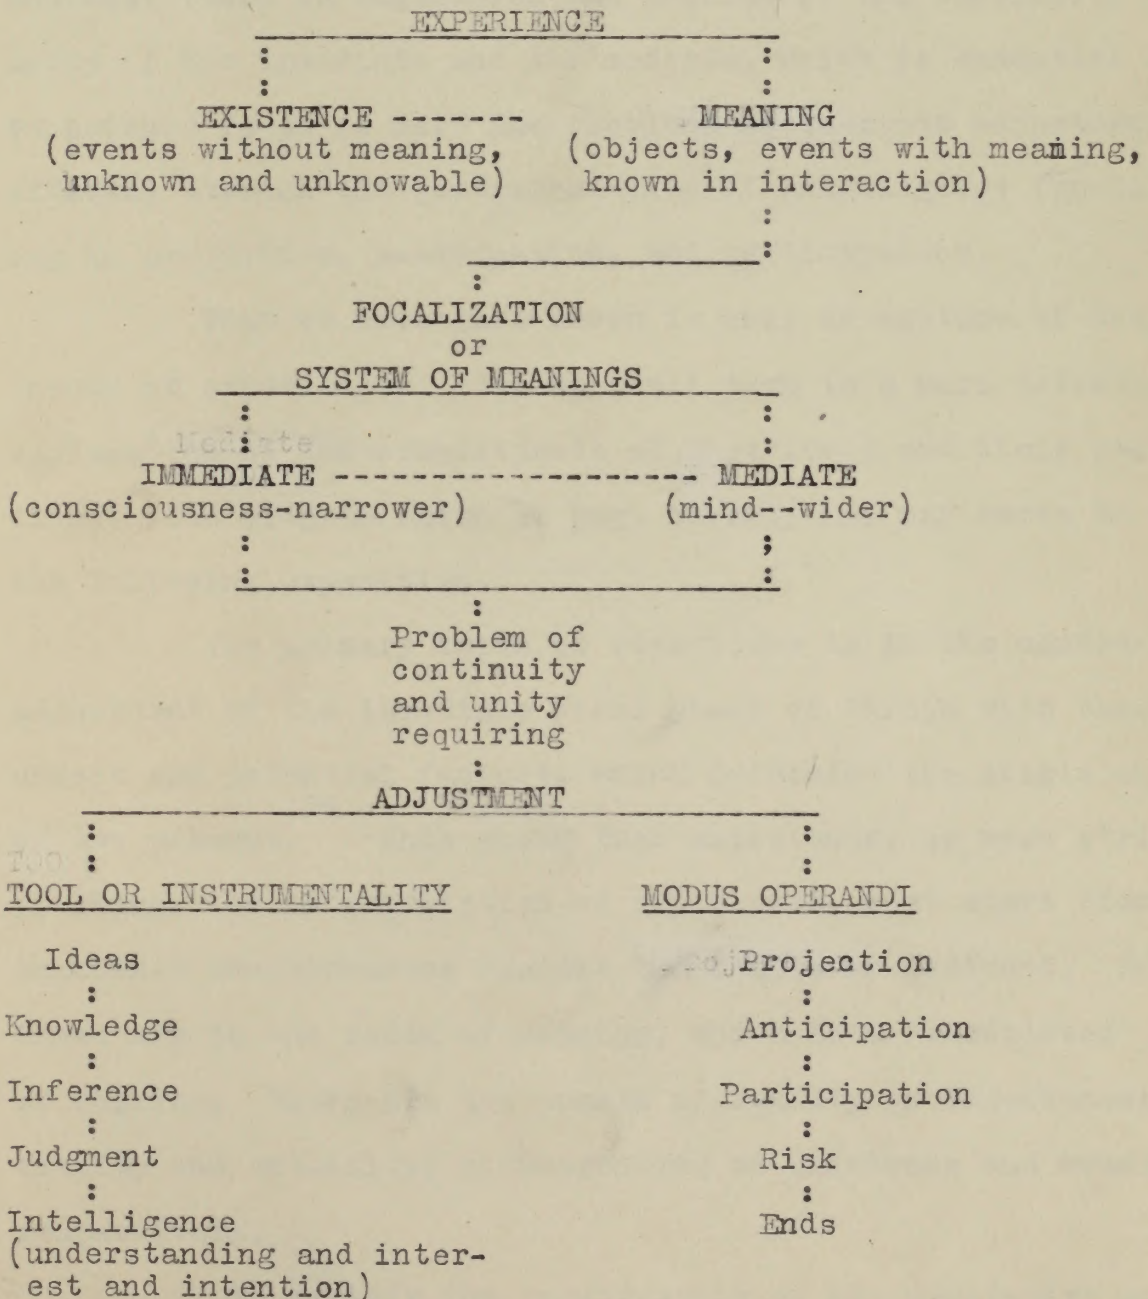 EXPERIENCE
: :
: :
EXISTENCE ------- MEANING
(events without meaning, (objects, events with meaning,
unknown and unknowable) known in interaction)
:
:
:
FOCALIZATION
or
SYSTEM OF MEANINGS
: :
: :
Mediate
IMMEDIATE ------------------- MEDIATE
(consciousness-narrower) (mind--wider)
: ;
: :
:
Problem of
continuity
and unity
requiring
:
ADJUSTMENT
: :
: :
TOO
TOOL OR INSTRUMENTALITY MODUS OPERANDI
Ideas Projection
: :
Knowledge Anticipation
: :
Inference Participation
: :
Judgment Risk
: :
Intelligence Ends
(understanding and inter-
est and intention)